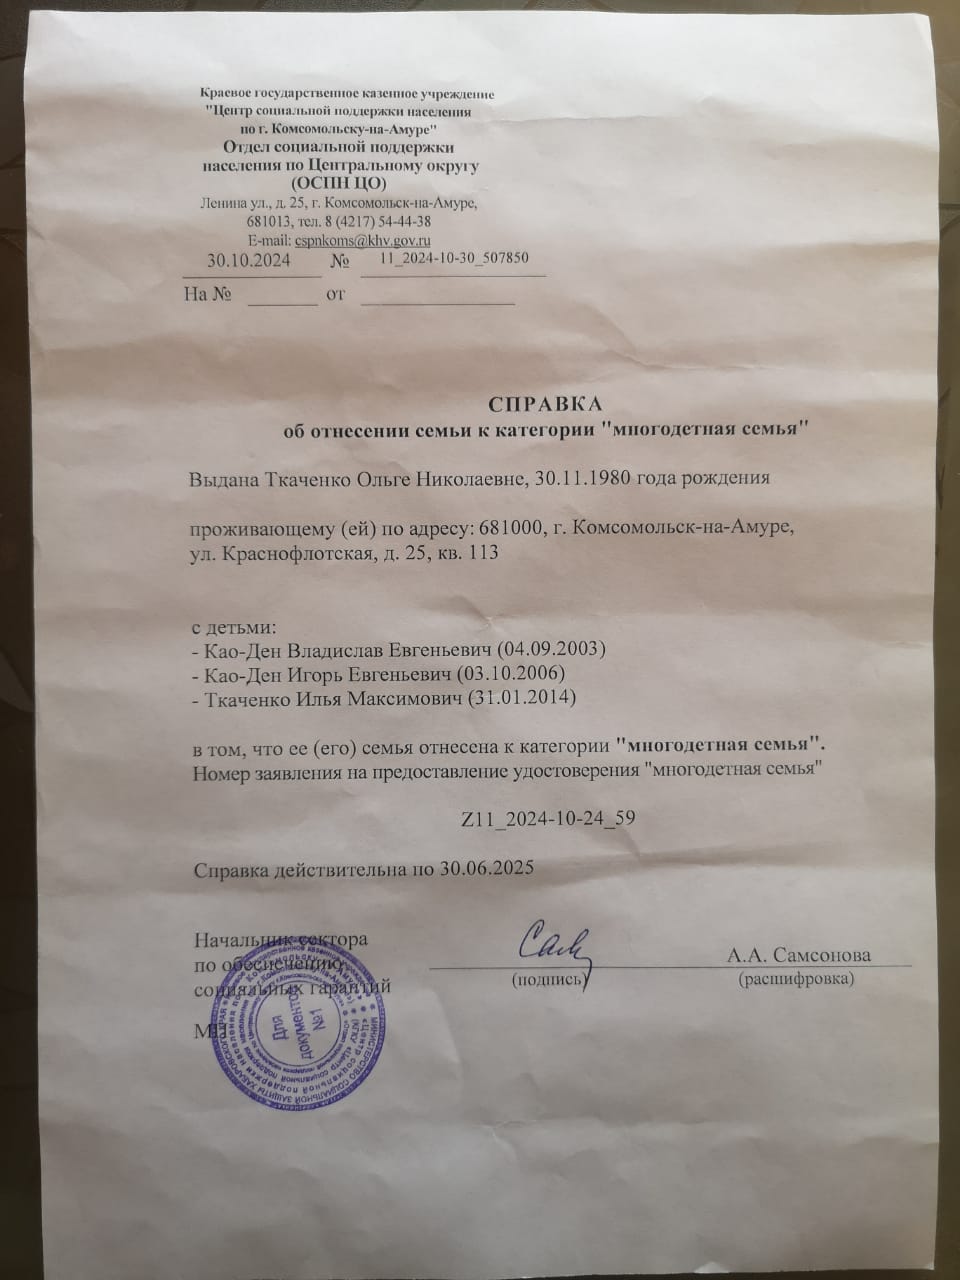 Краевое государственное казенное учреждение
"Центр социальной поддержки населения
по г. Комсомольску-на-Амуре"
Отдел социальной поддержки
населения по Центральному округу
(ОСПН ЦО)
Ленина ул., д. 25, г. Комсомольск-на-Амуре,
681013, тел. 8 (4217) 54-44-38
E-mail: cspnkoms@khv.gov.ru
30.10.2024 № 11_2024-10-30_507850
На № ______ от ______________
СПРАВКА
об отнесении семьи к категории "многодетная семья"
Выдана Ткаченко Ольге Николаевне, 30.11.1980 года рождения
проживающему (ей) по адресу: 681000, г. Комсомольск-на-Амуре,
ул. Краснофлотская, д. 25, кв. 113
с детьми:
- Као-Ден Владислав Евгеньевич (04.09.2003)
- Као-Ден Игорь Евгеньевич (03.10.2006)
- Ткаченко Илья Максимович (31.01.2014)
в том, что ее (его) семья отнесена к категории "многодетная семья".
Номер заявления на предоставление удостоверения "многодетная семья"
Z11_2024-10-24_59
Справка действительна по 30.06.2025
Начальник сектора
по обеспечению
социальных гарантий
А.А. Самсонова
(подпись) (расшифровка)
МП
Для
документов
№1
МИНИСТЕРСТВО СОЦИАЛЬНОЙ ЗАЩИТЫ ХАБАРОВСКОГО КРАЯ